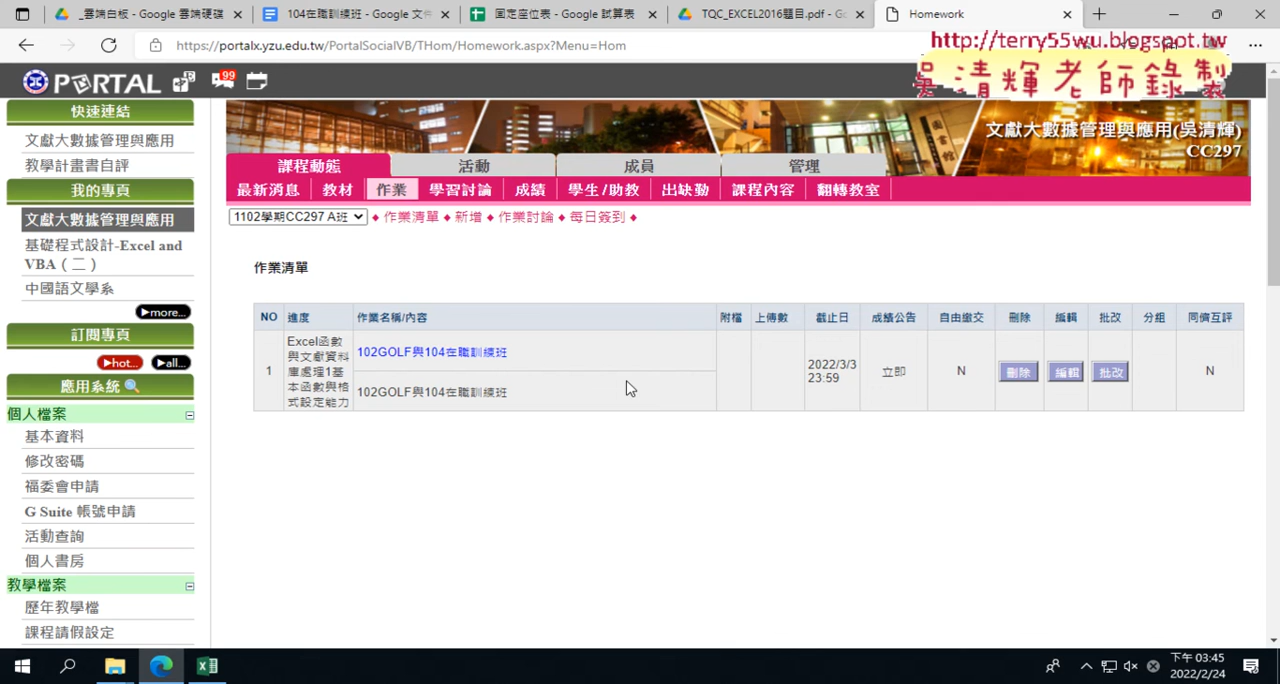 _雲端白板 - Google 雲端硬碟
104在職訓練班 - Google 文件
固定座位表 - Google 試算表
TQC_EXCEL2016題目.pdf - Go
Homework
https://portalx.yzu.edu.tw/PortalSocialVB/THom/Homework.aspx?Menu=Hom
http://terry55wu.blogspot.tw
吳清輝老師錄製
PORTAL
99
快速連結
文獻大數據管理與應用
教學計畫書自評
我的專頁
文獻大數據管理與應用
基礎程式設計-Excel and
VBA（二）
中國語文學系
▶more...
訂閱專頁
▶hot...
▶all...
應用系統
個人檔案
基本資料
修改密碼
福委會申請
G Suite 帳號申請
活動查詢
個人書房
教學檔案
歷年教學檔
課程請假設定
文獻大數據管理與應用(吳清輝)
CC297
課程動態
活動
成員
管理
最新消息
教材
作業
學習討論
成績
學生/助教
出缺勤
課程內容
翻轉教室
1102學期CC297 A班
♦ 作業清單 ♦ 新增 ♦ 作業討論 ♦ 每日簽到 ♦
作業清單
NO 進度 作業名稱/內容 附檔 上傳數 截止日 成績公告 自由繳交 刪除 編輯 批改 分組 同儕互評
1
Excel函數
與文獻資料
庫處理1基
本函數與格
式設定能力
102GOLF與104在職訓練班
102GOLF與104在職訓練班
2022/3/3
23:59
立即
N
刪除
編輯
批改
N
下午 03:45
2022/2/24